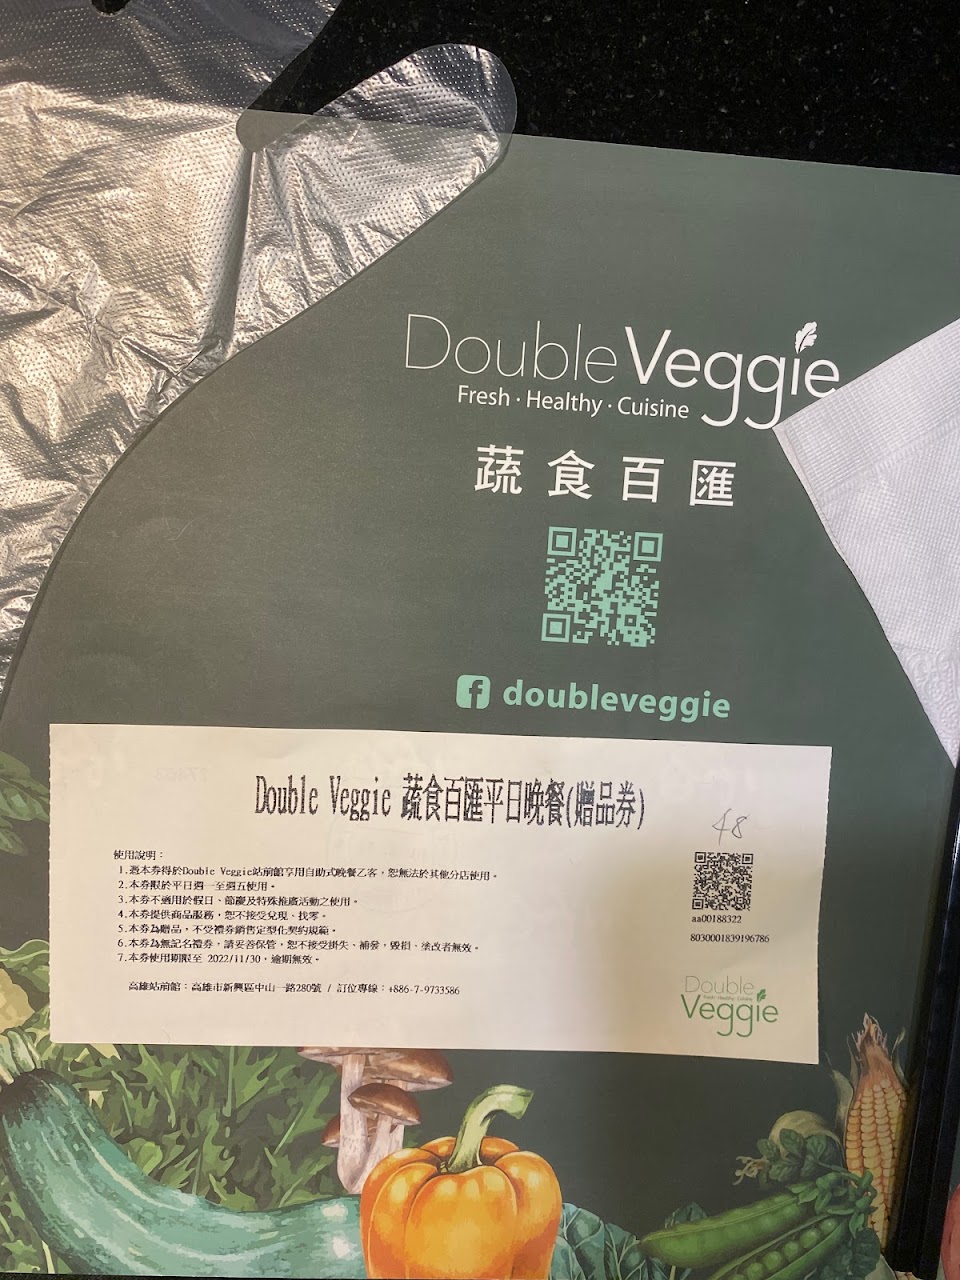 Double Veggie
Fresh · Healthy · Cuisine
蔬食百匯
doubleveggie
Double Veggie 蔬食百匯平日晚餐(贈品券)
48
使用說明：
1.憑本券得於Double Veggie站前館享用自助式晚餐乙客，恕無法於其他分店使用。
2.本券限於平日週一至週五使用。
3.本券不適用於假日、節慶及特殊推廣活動之使用。
4.本券提供商品服務，恕不接受兌現、找零。
5.本券為贈品，不受禮券銷售定型化契約規範。
6.本券為無記名禮券，請妥善保管，恕不接受掛失、補發，毀損、塗改者無效。
7.本券使用期限至 2022/11/30，逾期無效。
高雄站前館：高雄市新興區中山一路280號 / 訂位專線：+886-7-9733586
aa00188322
8030001839196786
Double
Fresh · Healthy · Cuisine
Veggie